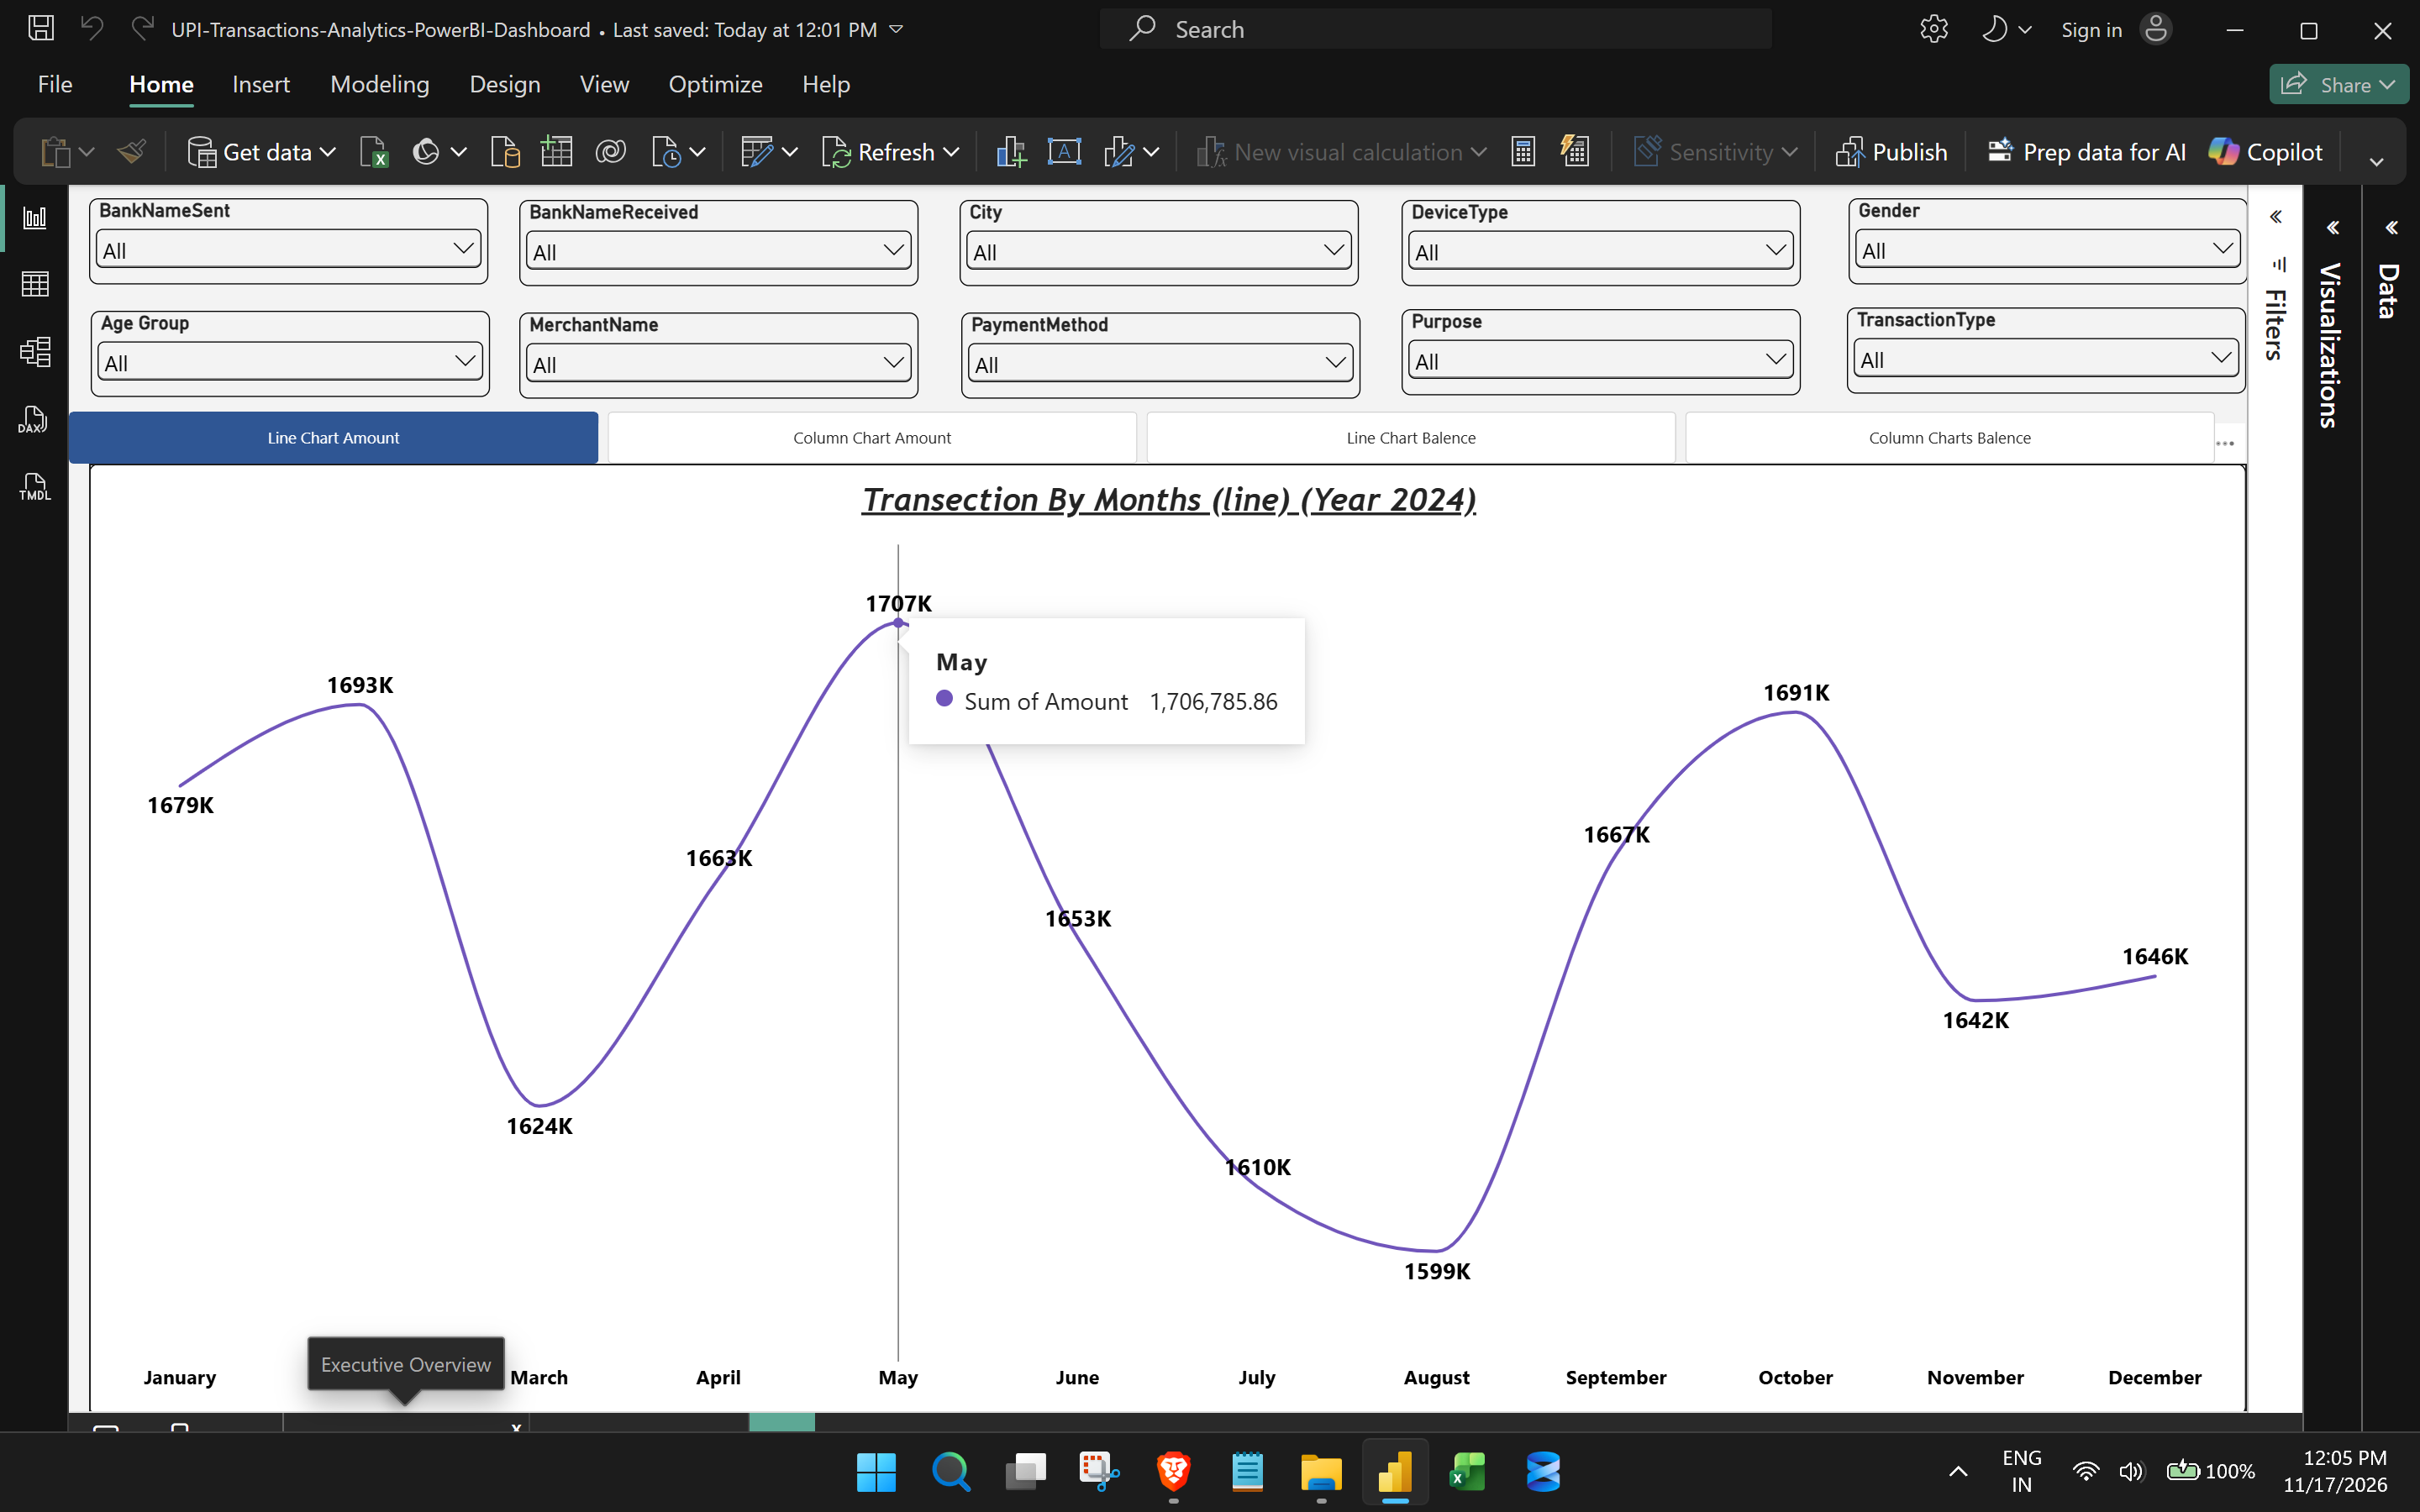 UPI-Transactions-Analytics-PowerBI-Dashboard • Last saved: Today at 12:01 PM
Search
Sign in
File Home Insert Modeling Design View Optimize Help
Share
Get data
Refresh
New visual calculation
Sensitivity
Publish
Prep data for AI
Copilot
BankNameSent
All
BankNameReceived
All
City
All
DeviceType
All
Gender
All
Age Group
All
MerchantName
All
PaymentMethod
All
Purpose
All
TransactionType
All
Filters
Visualizations
Data
DAX
TMDL
Line Chart Amount
Column Chart Amount
Line Chart Balence
Column Charts Balence
Transection By Months (line) (Year 2024)
1679K
1693K
1624K
1663K
1707K
May
Sum of Amount 1,706,785.86
1653K
1610K
1599K
1667K
1691K
1642K
1646K
Executive Overview
January March April May June July August September October November December
ENG
IN
100%
12:05 PM
11/17/2026